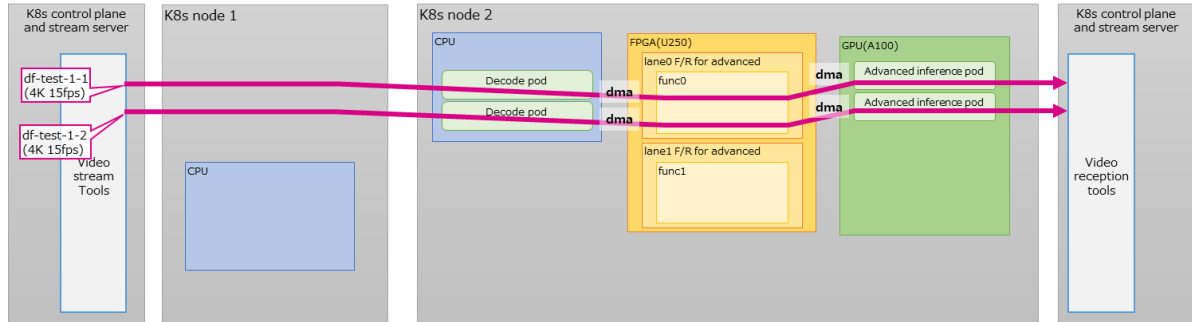 K8s control plane
and stream server
df-test-1-1
(4K 15fps)
df-test-1-2
(4K 15fps)
Video
stream
Tools
K8s node 1
CPU
K8s node 2
CPU
Decode pod
Decode pod
dma
dma
FPGA(U250)
lane0 F/R for advanced
func0
lane1 F/R for advanced
func1
dma
dma
GPU(A100)
Advanced inference pod
Advanced inference pod
K8s control plane
and stream server
Video
reception
tools